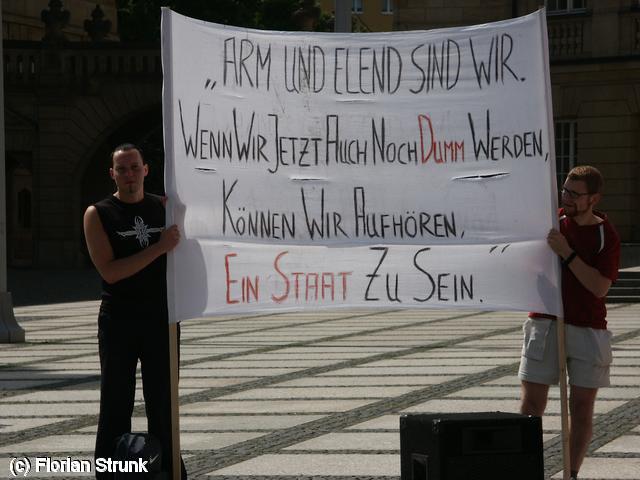 „ARM UND ELEND SIND WIR.
WENN WIR JETZT AUCH NOCH DUMM WERDEN,
KÖNNEN WIR AUFHÖREN,
EIN STAAT ZU SEIN.“
(c) Florian Strunk